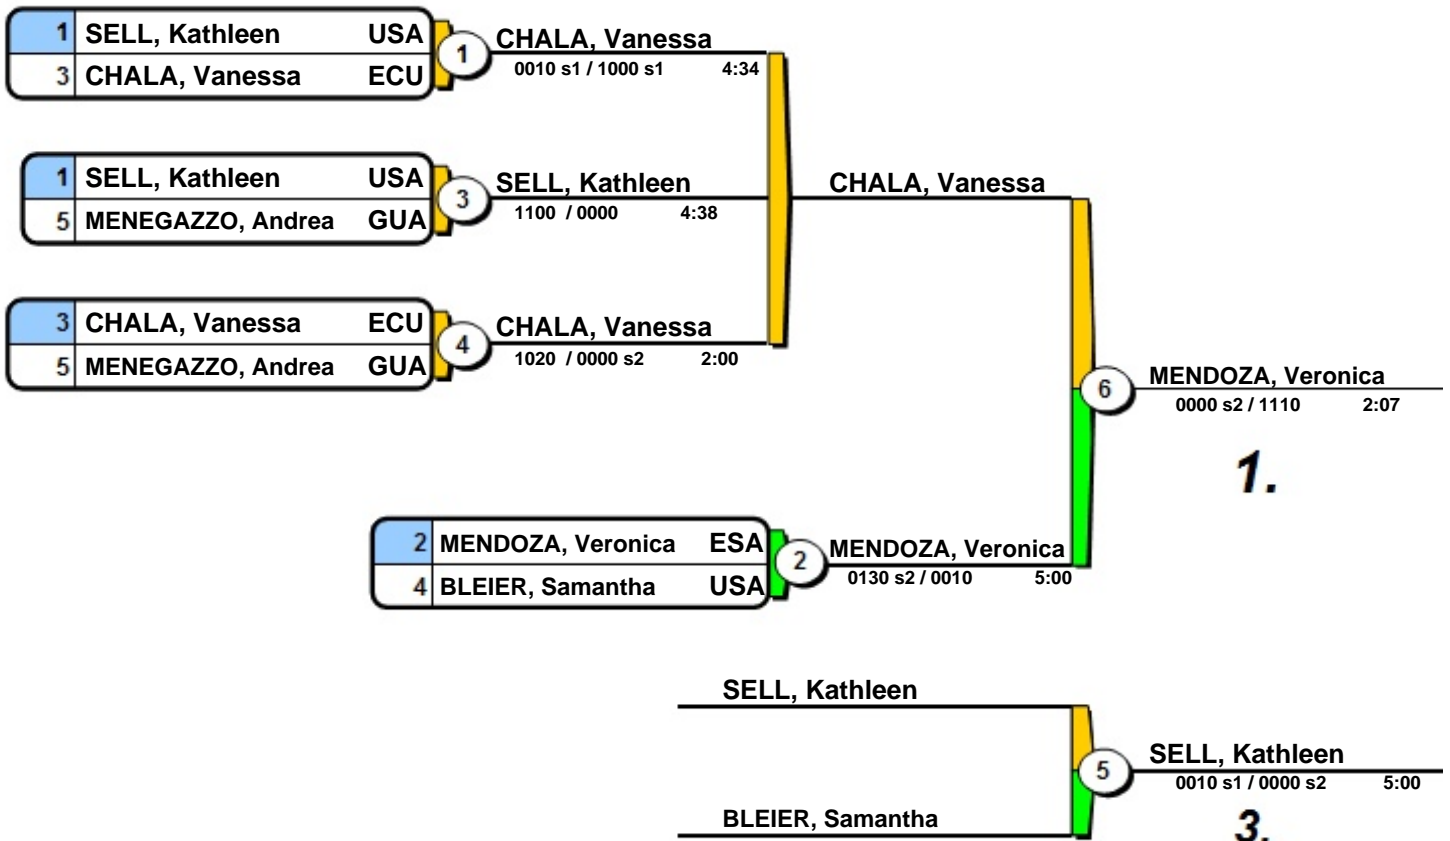 1 SELL, Kathleen USA
3 CHALA, Vanessa ECU
1
CHALA, Vanessa
0010 s1 / 1000 s1 4:34
1 SELL, Kathleen USA
5 MENEGAZZO, Andrea GUA
3
SELL, Kathleen
1100 / 0000 4:38
CHALA, Vanessa
3 CHALA, Vanessa ECU
5 MENEGAZZO, Andrea GUA
4
CHALA, Vanessa
1020 / 0000 s2 2:00
6
MENDOZA, Veronica
0000 s2 / 1110 2:07
1.
2 MENDOZA, Veronica ESA
4 BLEIER, Samantha USA
2
MENDOZA, Veronica
0130 s2 / 0010 5:00
SELL, Kathleen
5
SELL, Kathleen
0010 s1 / 0000 s2 5:00
BLEIER, Samantha
3.